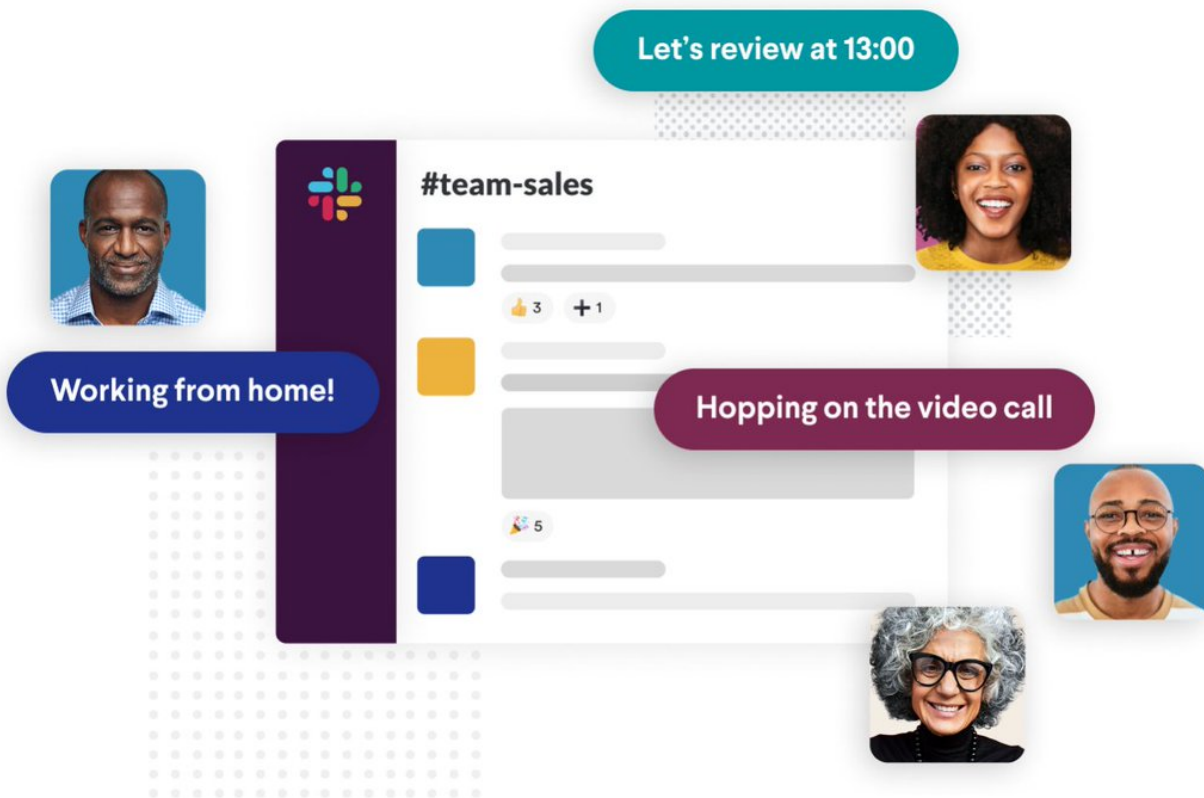 Let’s review at 13:00
#team-sales
3
+ 1
Working from home!
Hopping on the video call
5